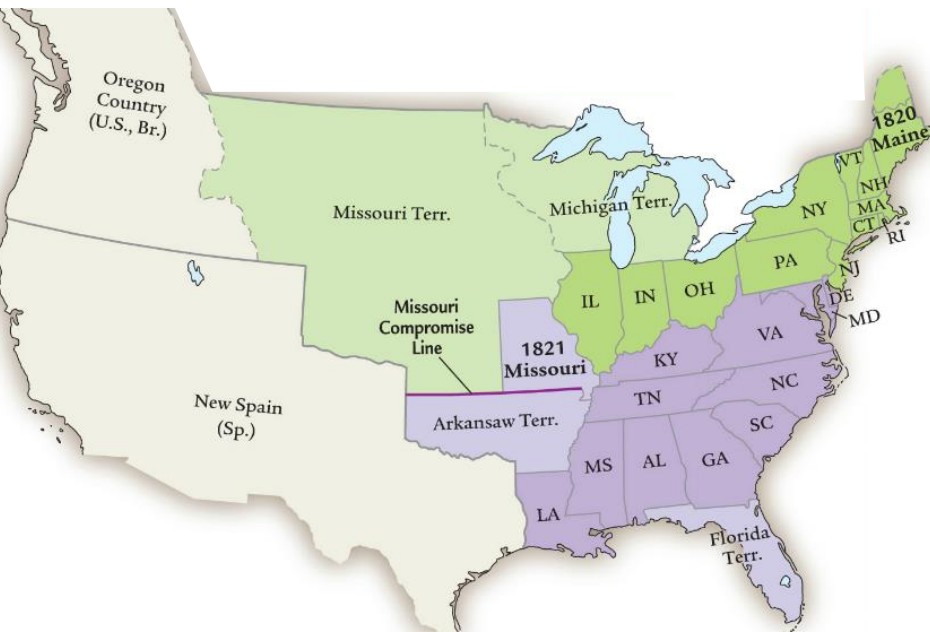 Oregon
Country
(U.S., Br.)
1820
Maine
VT
NH
Missouri Terr.
Michigan Terr.
NY
MA
CT
RI
PA
NJ
IL
IN
OH
DE
MD
Missouri
Compromise
Line
1821
Missouri
VA
KY
New Spain
(Sp.)
Arkansaw Terr.
TN
NC
SC
MS
AL
GA
LA
Florida
Terr.